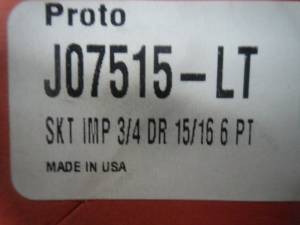 Proto
J07515-LT
SKT IMP 3/4 DR 15/16 6 PT
MADE IN USA